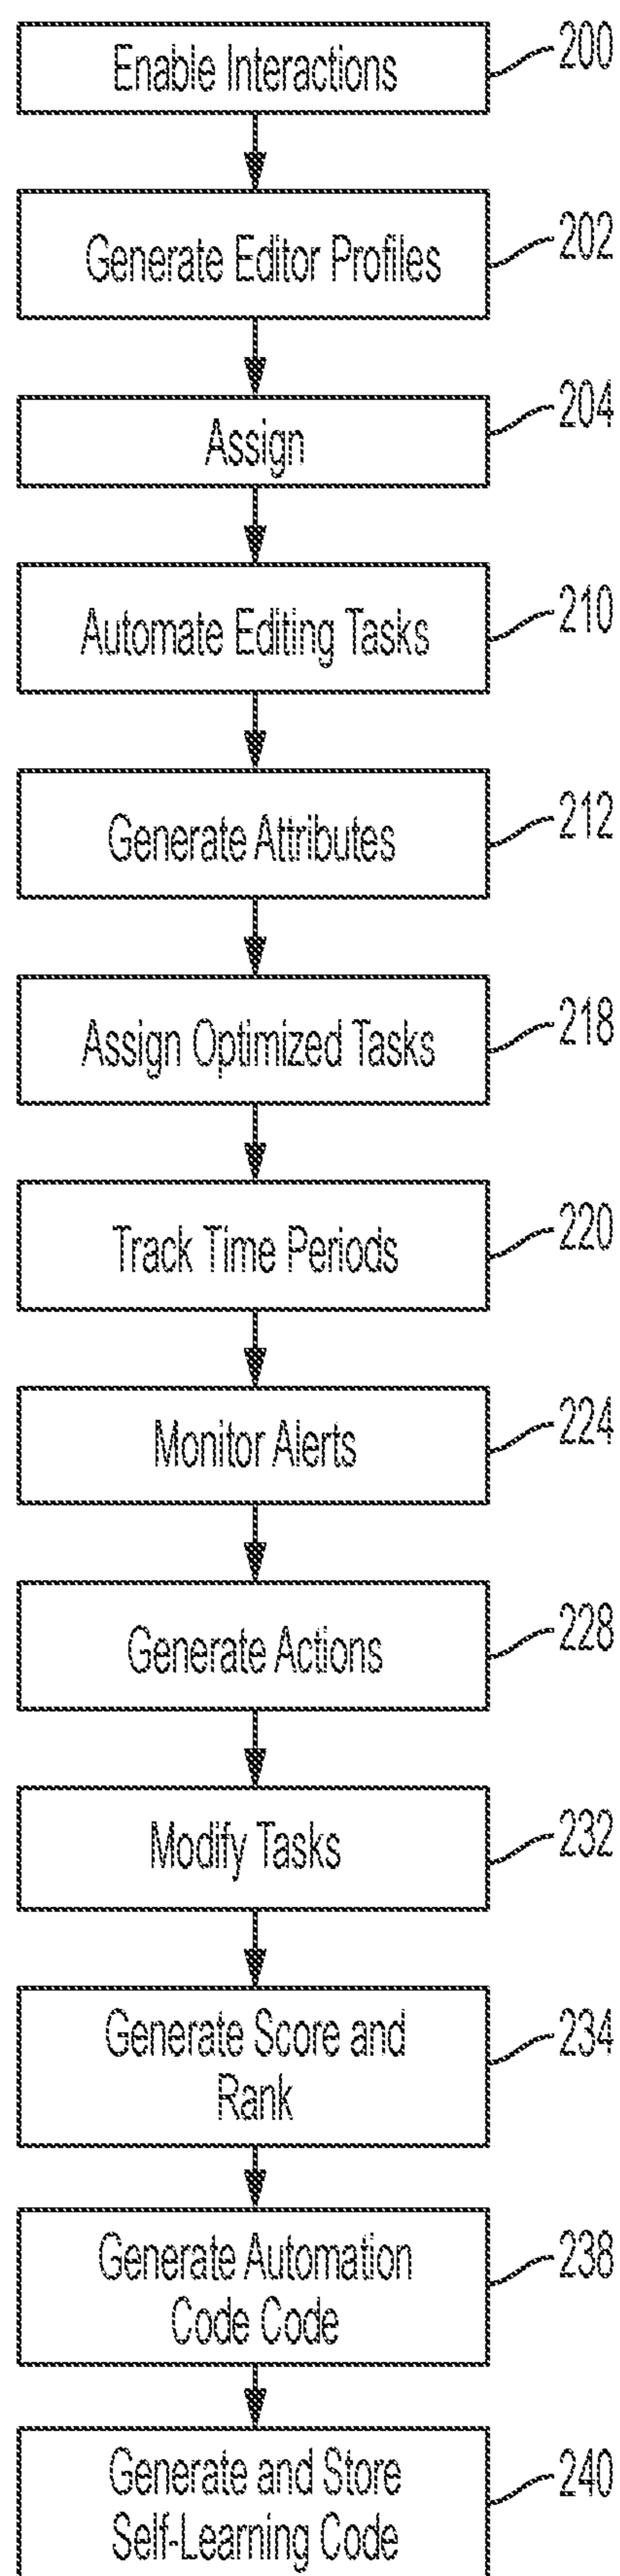 Enable Interactions 200
Generate Editor Profiles 202
Assign 204
Automate Editing Tasks 210
Generate Attributes 212
Assign Optimized Tasks 218
Track Time Periods 220
Monitor Alerts 224
Generate Actions 228
Modify Tasks 232
Generate Score and 234
Rank
Generate Automation 238
Code Code
Generate and Store 240
Self-Learning Code